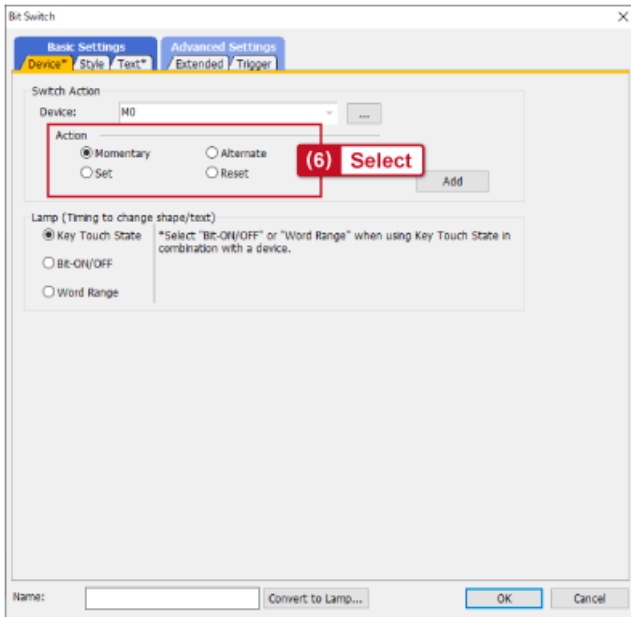 Bit Switch
Basic Settings Advanced Settings
Device* Style Text* Extended Trigger
Switch Action
Device: M0 ...
Action
Momentary Alternate
Set Reset
(6) Select
Add
Lamp (Timing to change shape/text)
Key Touch State *Select "Bit-ON/OFF" or "Word Range" when using Key Touch State in
combination with a device.
Bit-ON/OFF
Word Range
Name: Convert to Lamp... OK Cancel